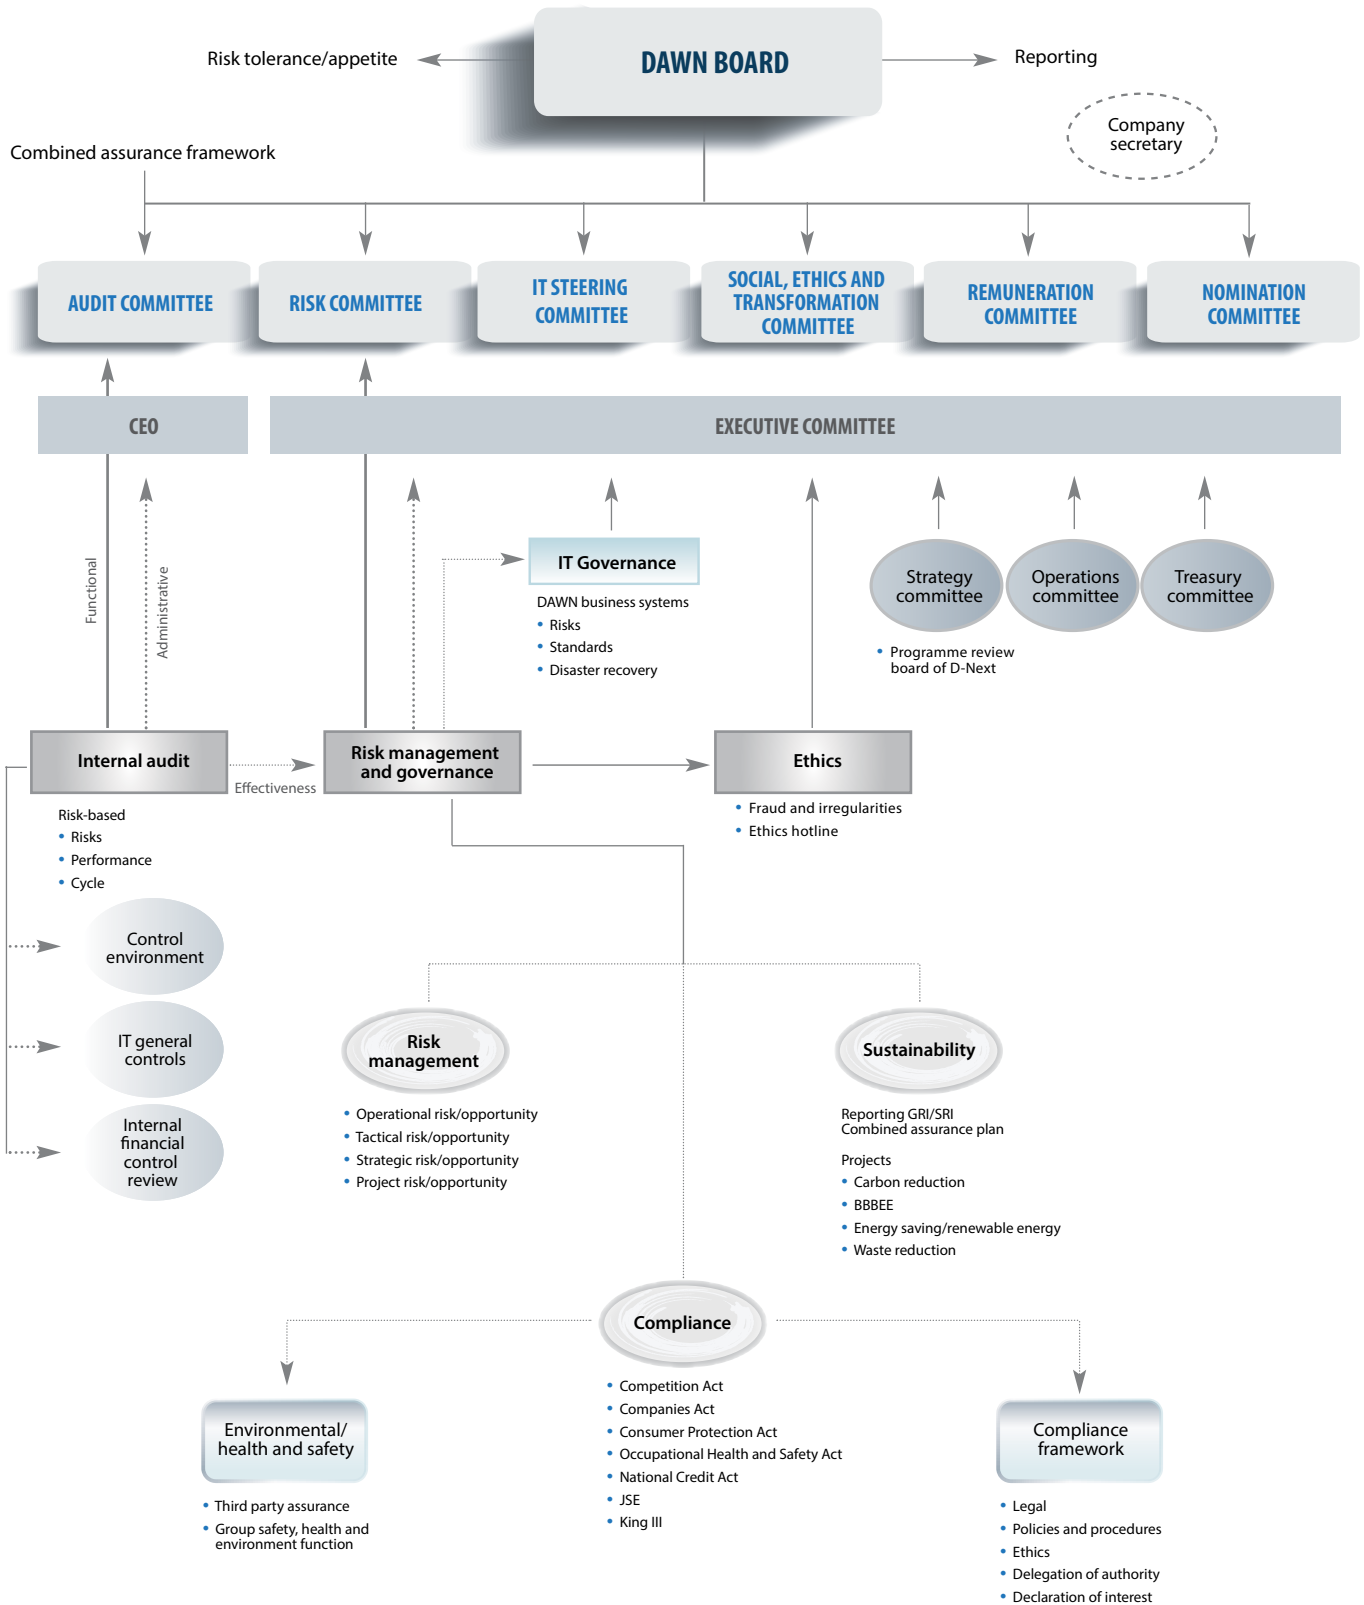 DAWN BOARD
Risk tolerance/appetite
Reporting
Company
secretary
Combined assurance framework
AUDIT COMMITTEE
RISK COMMITTEE
IT STEERING
COMMITTEE
SOCIAL, ETHICS AND
TRANSFORMATION
COMMITTEE
REMUNERATION
COMMITTEE
NOMINATION
COMMITTEE
CEO
EXECUTIVE COMMITTEE
Functional
Administrative
IT Governance
DAWN business systems
• Risks
• Standards
• Disaster recovery
Strategy
committee
Operations
committee
Treasury
committee
• Programme review
board of D-Next
Internal audit
Effectiveness
Risk management
and governance
Ethics
Risk-based
• Risks
• Performance
• Cycle
• Fraud and irregularities
• Ethics hotline
Control
environment
IT general
controls
Internal
financial
control
review
Risk
management
• Operational risk/opportunity
• Tactical risk/opportunity
• Strategic risk/opportunity
• Project risk/opportunity
Sustainability
Reporting GRI/SRI
Combined assurance plan
Projects
• Carbon reduction
• BBBEE
• Energy saving/renewable energy
• Waste reduction
Compliance
• Competition Act
• Companies Act
• Consumer Protection Act
• Occupational Health and Safety Act
• National Credit Act
• JSE
• King III
Environmental/
health and safety
• Third party assurance
• Group safety, health and
environment function
Compliance
framework
• Legal
• Policies and procedures
• Ethics
• Delegation of authority
• Declaration of interest